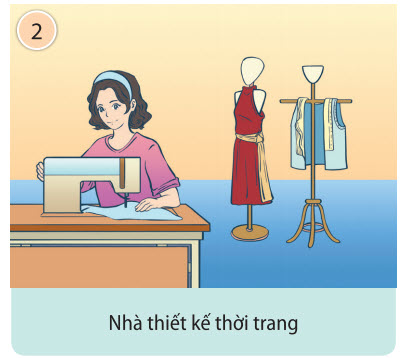 2
Nhà thiết kế thời trang